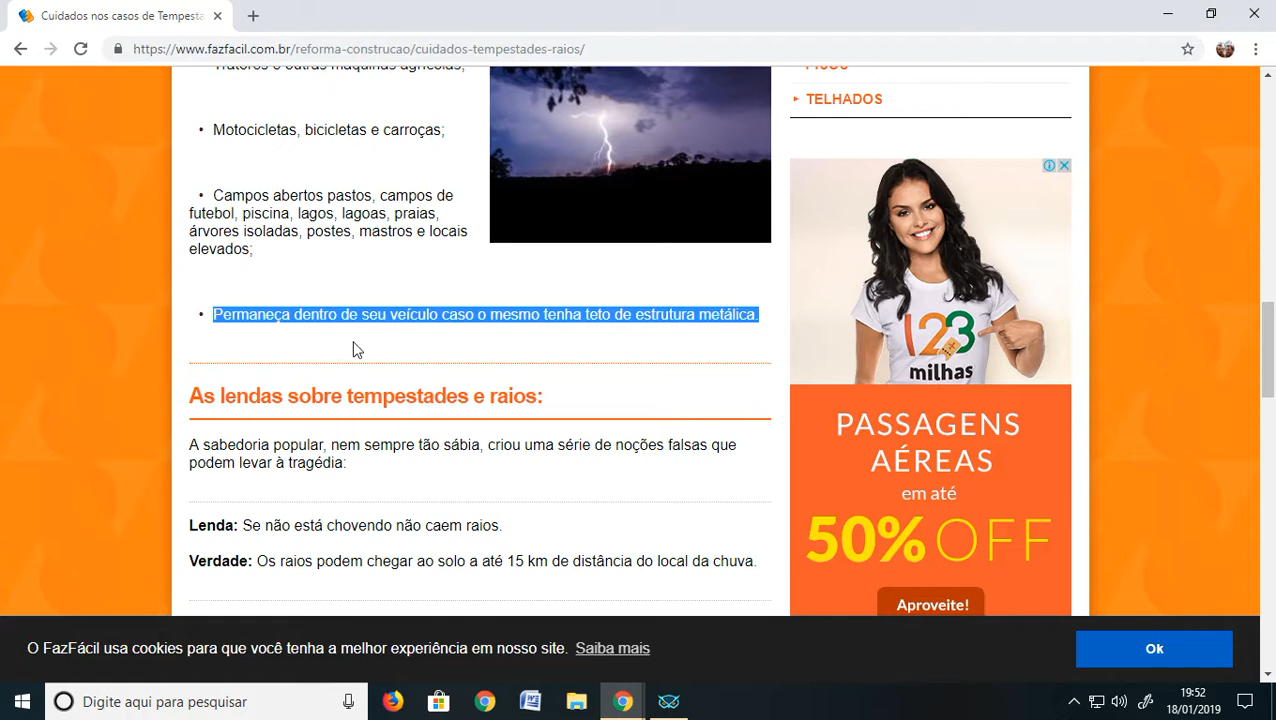 Cuidados nos casos de Tempesta
https://www.fazfacil.com.br/reforma-construcao/cuidados-tempestades-raios/
• Tratores e outras máquinas agrícolas;
• Motocicletas, bicicletas e carroças;
• Campos abertos pastos, campos de
futebol, piscina, lagos, lagoas, praias,
árvores isoladas, postes, mastros e locais
elevados;
• Permaneça dentro de seu veículo caso o mesmo tenha teto de estrutura metálica.
As lendas sobre tempestades e raios:
A sabedoria popular, nem sempre tão sábia, criou uma série de noções falsas que
podem levar à tragédia:
Lenda: Se não está chovendo não caem raios.
Verdade: Os raios podem chegar ao solo a até 15 km de distância do local da chuva.
PISOS
TELHADOS
123
milhas
PASSAGENS
AÉREAS
em até
50% OFF
Aproveite!
O FazFácil usa cookies para que você tenha a melhor experiência em nosso site. Saiba mais
Ok
Digite aqui para pesquisar
19:52
18/01/2019